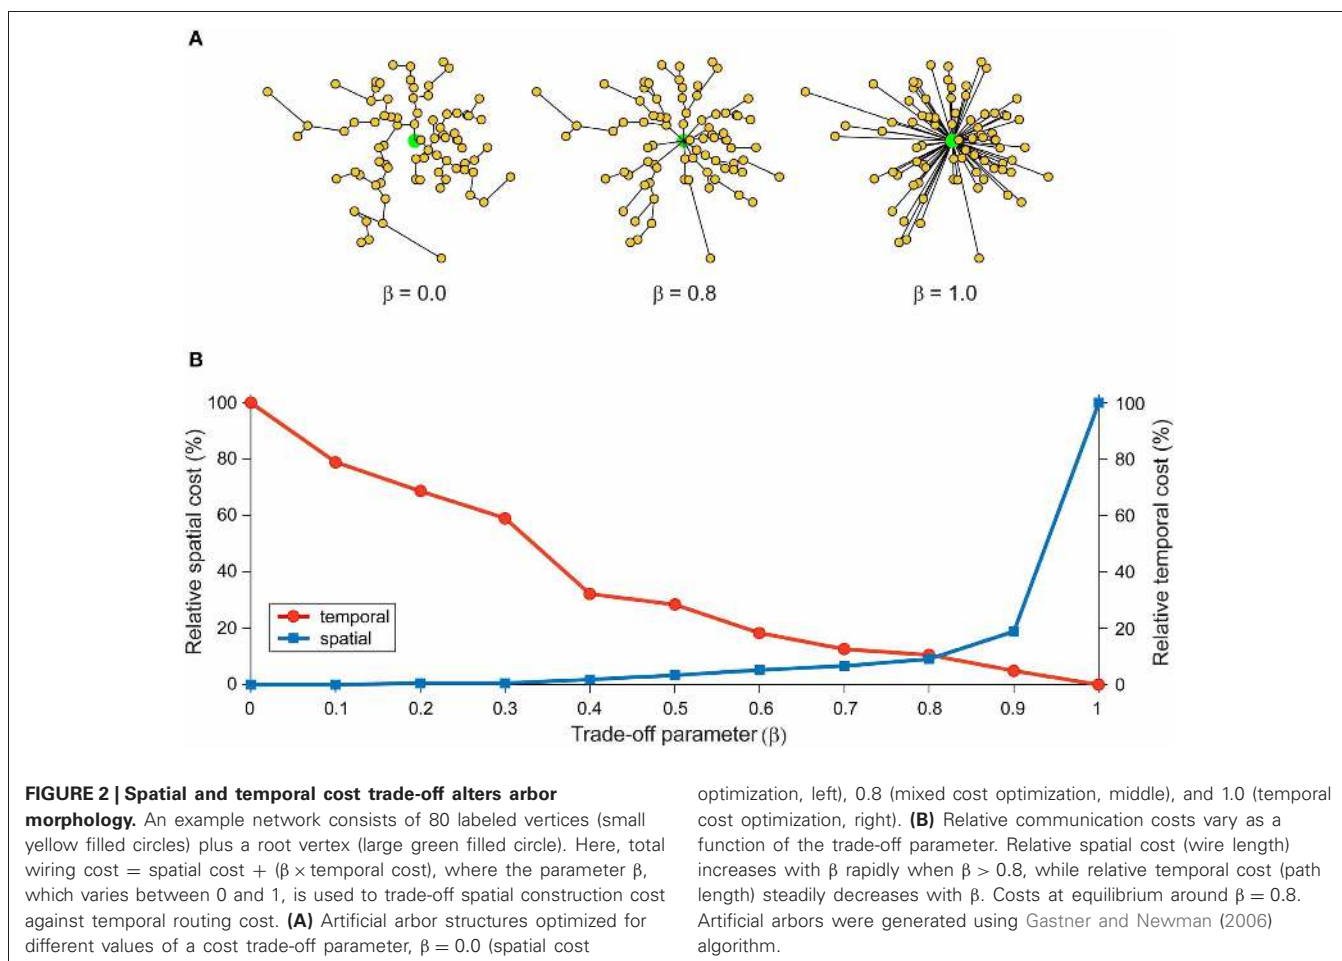 A
β = 0.0
β = 0.8
β = 1.0
B
Relative spatial cost (%)
100
80
60
40
20
0
temporal
spatial
100
80
60
40
20
0
Relative temporal cost (%)
0 0.1 0.2 0.3 0.4 0.5 0.6 0.7 0.8 0.9 1
Trade-off parameter (β)
FIGURE 2 | Spatial and temporal cost trade-off alters arbor
morphology. An example network consists of 80 labeled vertices (small
yellow filled circles) plus a root vertex (large green filled circle). Here, total
wiring cost = spatial cost + (β × temporal cost), where the parameter β,
which varies between 0 and 1, is used to trade-off spatial construction cost
against temporal routing cost. (A) Artificial arbor structures optimized for
different values of a cost trade-off parameter, β = 0.0 (spatial cost
optimization, left), 0.8 (mixed cost optimization, middle), and 1.0 (temporal
cost optimization, right). (B) Relative communication costs vary as a
function of the trade-off parameter. Relative spatial cost (wire length)
increases with β rapidly when β > 0.8, while relative temporal cost (path
length) steadily decreases with β. Costs at equilibrium around β = 0.8.
Artificial arbors were generated using Gastner and Newman (2006)
algorithm.